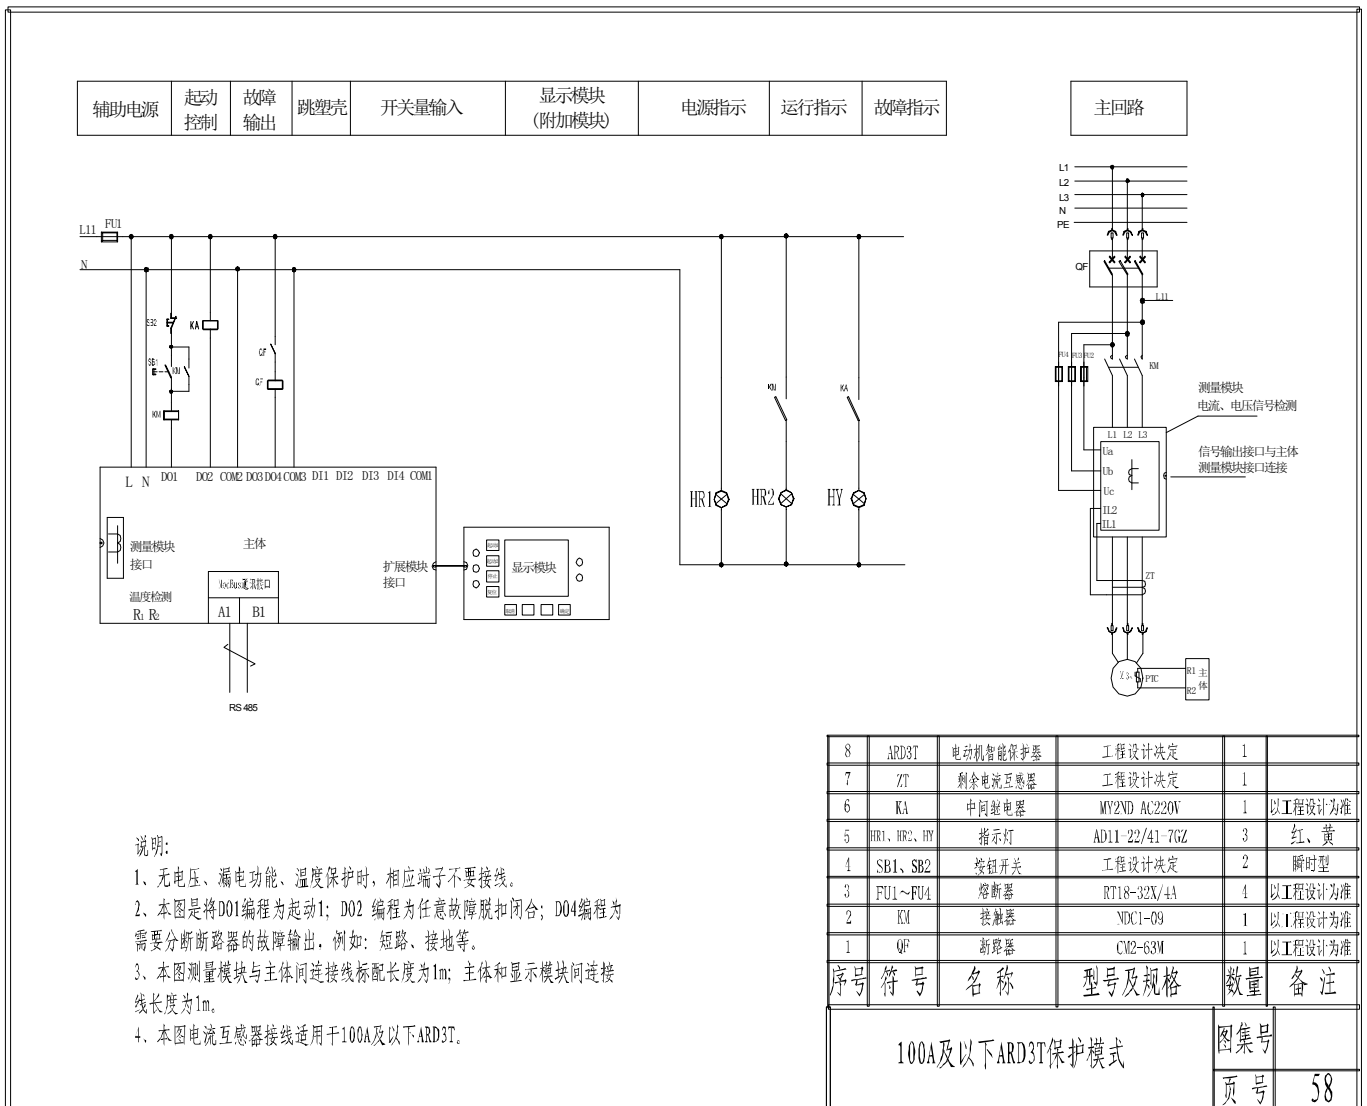 辅助电源
起动
控制
故障
输出
跳塑壳
开关量输入
显示模块
(附加模块)
电源指示
运行指示
故障指示
主回路
L1
L2
L3
N
PE
L11
FU1
N
QF
L11
SB2
KA
SB1
KM
QF
QF
KM
KM
KA
FU4
FU3
FU2
KM
测量模块
电流、电压信号检测
信号输出接口与主体
测量模块接口连接
L1 L2 L3
Ua
Ub
Uc
IL2
IL1
L N DO1 DO2 COM2 DO3 DO4 COM3 DI1 DI2 DI3 DI4 COM1
HR1
HR2
HY
测量模块
接口
主体
扩展模块
接口
显示模块
温度检测
R1 R2
ModBus通讯接口
A1 B1
RS485
ZT
PTC
R1
R2
主
体
8 ARD3T 电动机智能保护器 工程设计决定 1
7 ZT 剩余电流互感器 工程设计决定 1
6 KA 中间继电器 MY2ND AC220V 1 以工程设计为准
5 HR1、HR2、HY 指示灯 AD11-22/41-7GZ 3 红、黄
4 SB1、SB2 按钮开关 工程设计决定 2 瞬时型
3 FU1～FU4 熔断器 RT18-32X/4A 4 以工程设计为准
2 KM 接触器 NDC1-09 1 以工程设计为准
1 QF 断路器 CM2-63M 1 以工程设计为准
序号 符号 名称 型号及规格 数量 备注
说明:
1、无电压、漏电功能、温度保护时，相应端子不要接线。
2、本图是将DO1编程为起动1；DO2 编程为任意故障脱扣闭合；DO4编程为
需要分断断路器的故障输出．例如：短路、接地等。
3、本图测量模块与主体间连接线标配长度为1m；主体和显示模块间连接
线长度为1m。
4、本图电流互感器接线适用于100A及以下ARD3T。
100A及以下ARD3T保护模式
图集号
页号 58